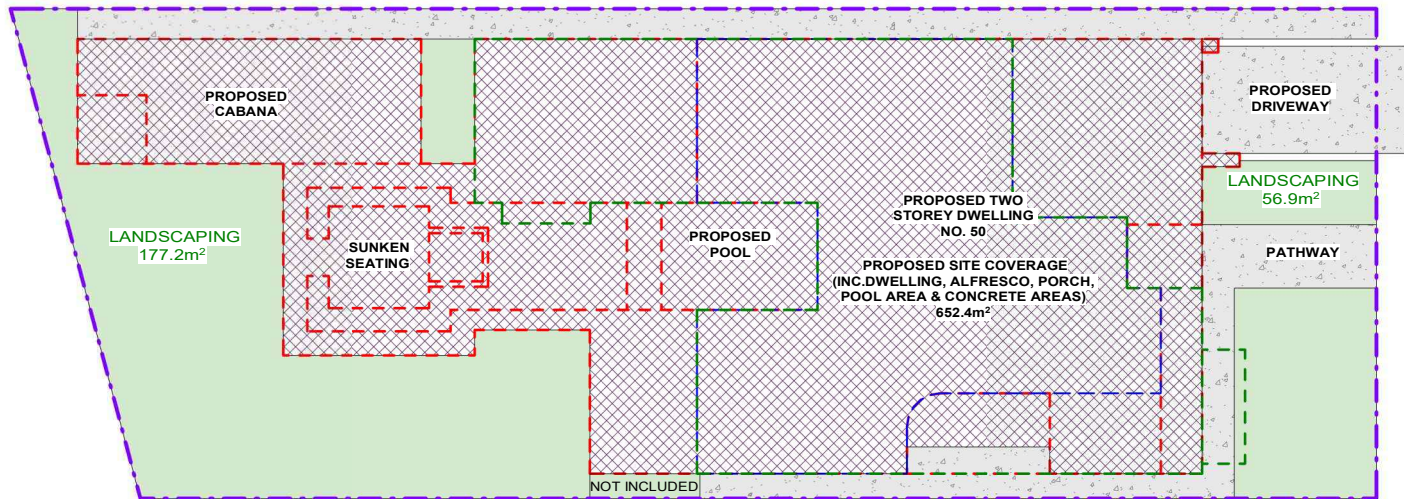 PROPOSED
CABANA
PROPOSED
DRIVEWAY
LANDSCAPING
56.9m²
PROPOSED TWO
STOREY DWELLING
NO. 50
LANDSCAPING
177.2m²
SUNKEN
SEATING
PROPOSED
POOL
PATHWAY
PROPOSED SITE COVERAGE
(INC.DWELLING, ALFRESCO, PORCH,
POOL AREA & CONCRETE AREAS)
652.4m²
NOT INCLUDED